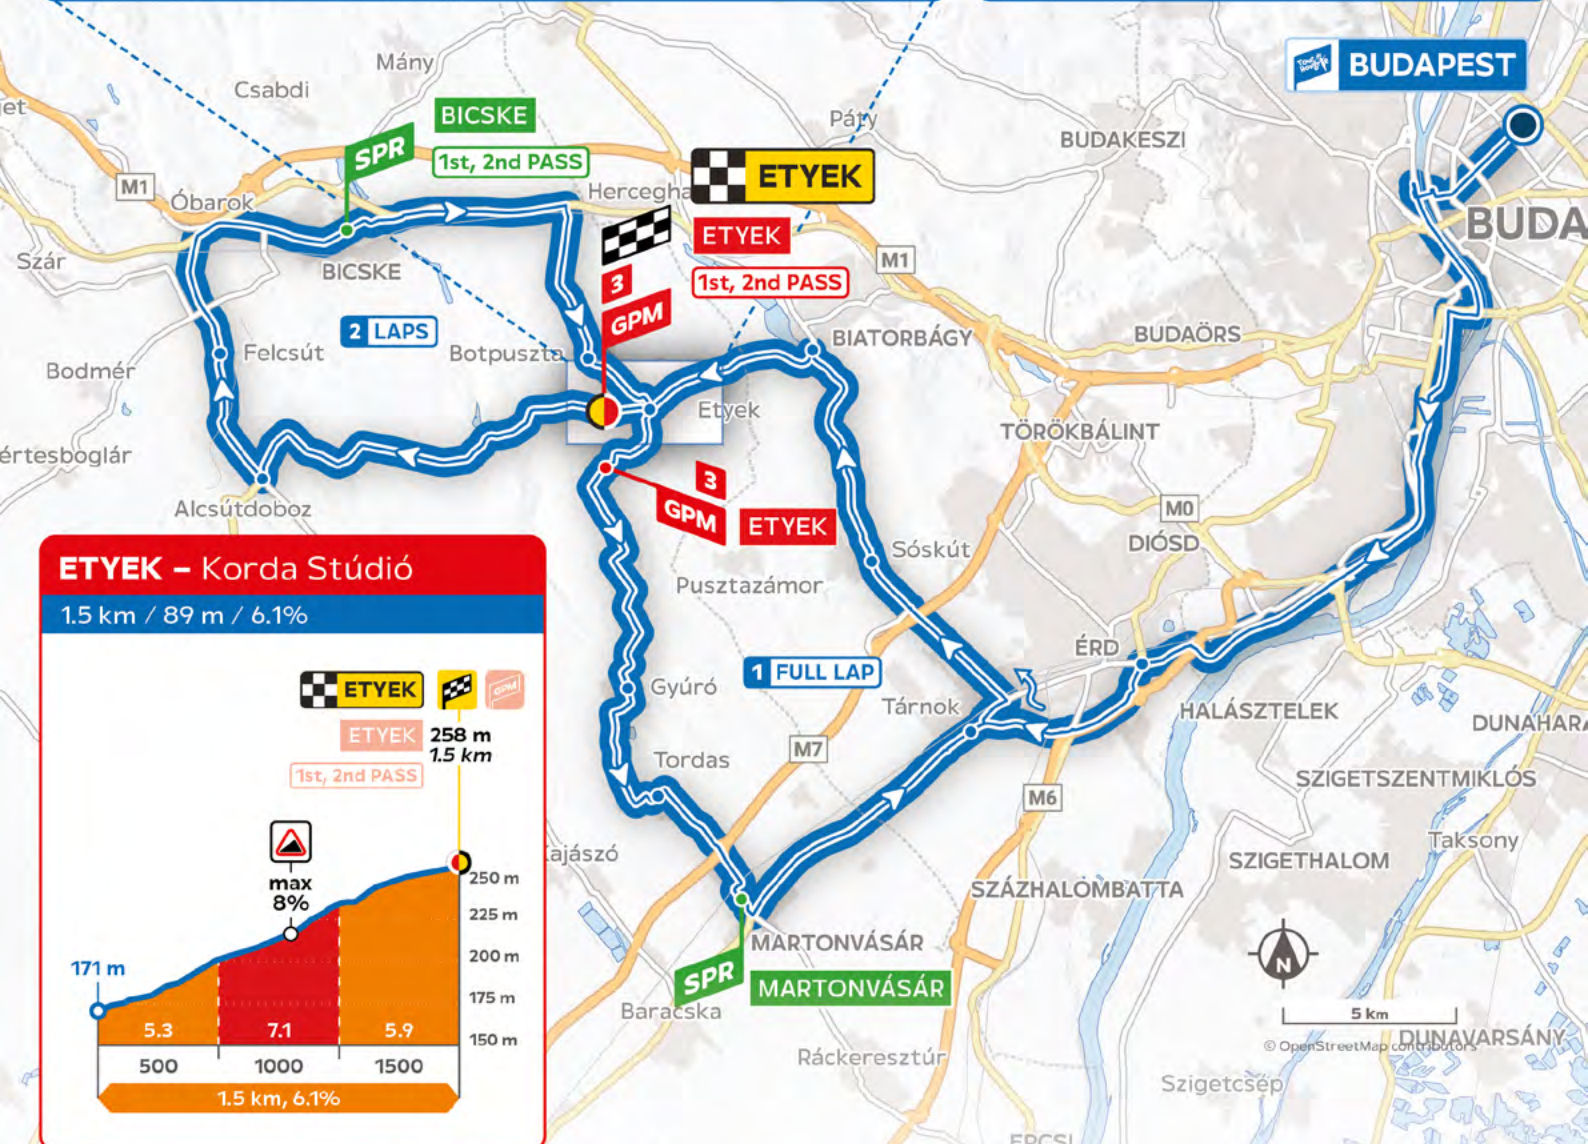 Mány
Csabdi
BICSKE
SPR
1st, 2nd PASS
M1
Óbarok
Szár
BICSKE
2 LAPS
Felcsút
Botpuszta
Bodmér
Alcsútdoboz
Páty
BUDAKESZI
BUDAPEST
ETYEK
ETYEK
1st, 2nd PASS
3
GPM
M1
BIATORBÁGY
BUDAÖRS
Etyek
TÖRÖKBÁLINT
3
GPM
ETYEK
M0
DIÓSD
Sóskút
Pusztazámor
ÉRD
1 FULL LAP
Gyúró
Tárnok
HALÁSZTELEK
Tordas
M7
M6
SZIGETSZENTMIKLÓS
Taksony
SZIGETHALOM
SZÁZHALOMBATTA
MARTONVÁSÁR
SPR
MARTONVÁSÁR
Baracska
Ráckeresztúr
N
5 km
© OpenStreetMap contributors
DUNAVARSÁNY
Szigetcsép
ETYEK – Korda Stúdió
1.5 km / 89 m / 6.1%
ETYEK
GPM
ETYEK
258 m
1.5 km
1st, 2nd PASS
max
8%
171 m
250 m
225 m
200 m
175 m
150 m
5.3
7.1
5.9
500
1000
1500
1.5 km, 6.1%